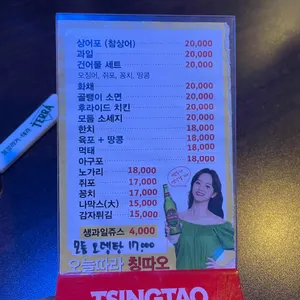 상어포 (참상어) 20,000
과일 20,000
건어물 세트 20,000
오징어, 쥐포, 꽁치, 땅콩
화채 20,000
골뱅이 소면 20,000
후라이드 치킨 20,000
모듬 소세지 20,000
한치 18,000
육포 + 땅콩 18,000
먹태 18,000
아구포 18,000
노가리 18,000
쥐포 17,000
꽁치 17,000
나막스(大) 15,000
감자튀김 15,000
생과일쥬스 4,000
모듬 오뎅탕 17,000
오늘따라 칭따오
TSINGTAO
TERRA